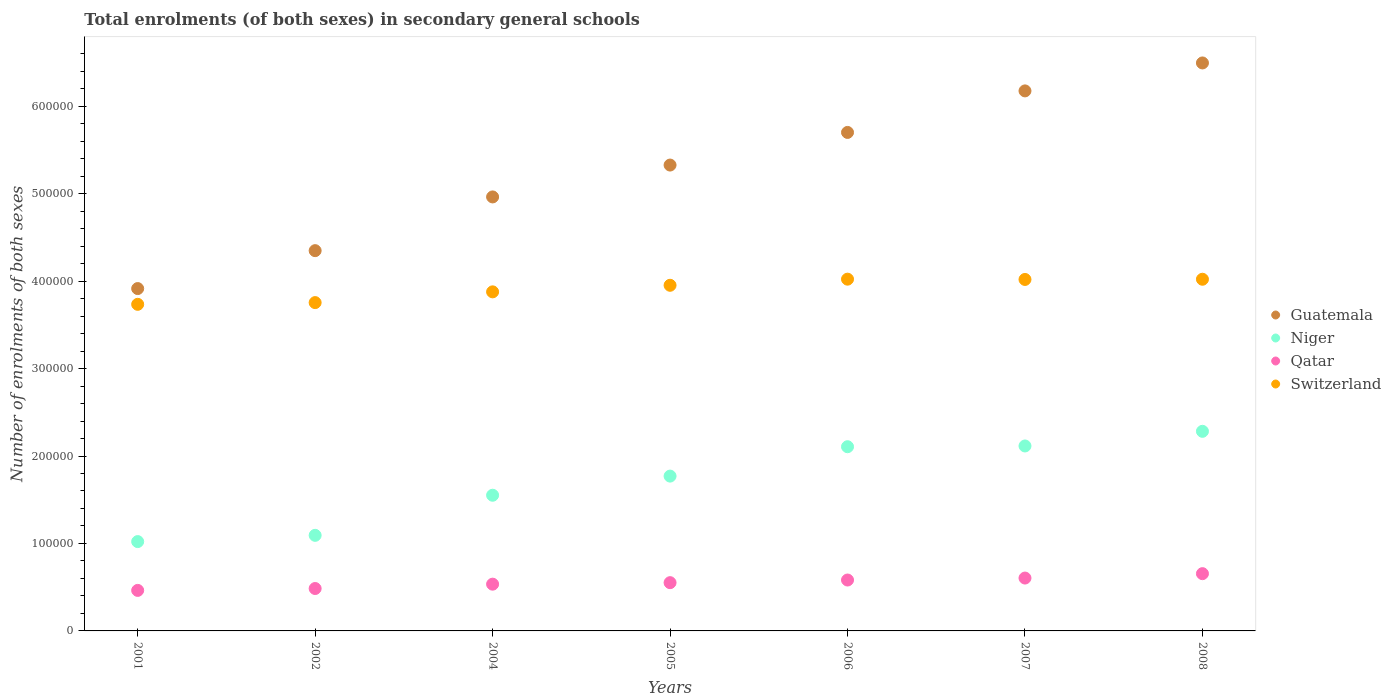 Total enrolments (of both sexes) in secondary general schools
Number of enrolments of both sexes
600000
500000
400000
300000
200000
100000
0
2001
2002
2004
2005
2006
2007
2008
Years
Guatemala
Niger
Qatar
Switzerland